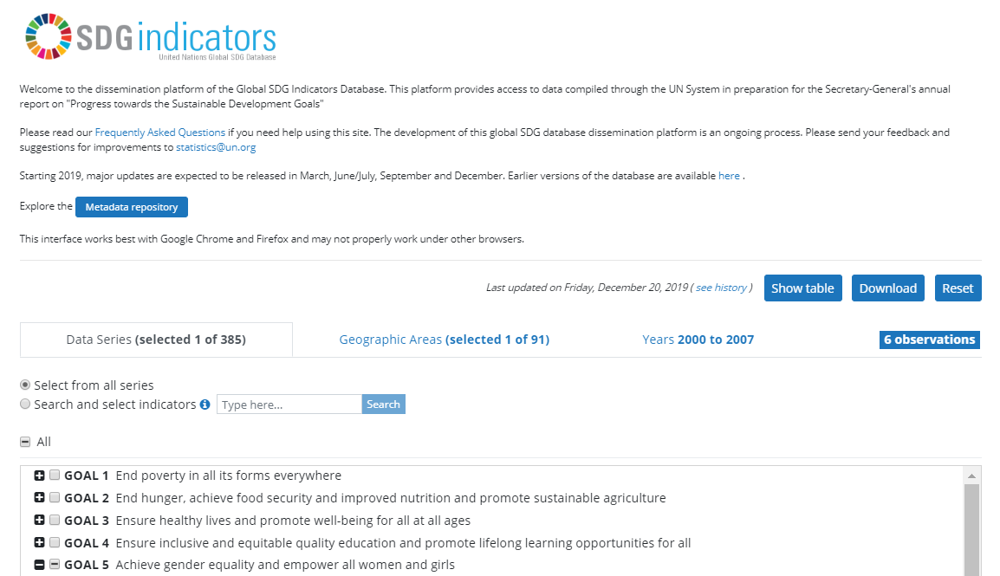 SDG indicators
United Nations Global SDG Database
Welcome to the dissemination platform of the Global SDG Indicators Database. This platform provides access to data compiled through the UN System in preparation for the Secretary-General's annual
report on "Progress towards the Sustainable Development Goals"
Please read our Frequently Asked Questions if you need help using this site. The development of this global SDG database dissemination platform is an ongoing process. Please send your feedback and
suggestions for improvements to statistics@un.org
Starting 2019, major updates are expected to be released in March, June/July, September and December. Earlier versions of the database are available here .
Explore the Metadata repository
This interface works best with Google Chrome and Firefox and may not properly work under other browsers.
Last updated on Friday, December 20, 2019 ( see history ) Show table Download Reset
Data Series (selected 1 of 385) Geographic Areas (selected 1 of 91) Years 2000 to 2007 6 observations
Select from all series
Search and select indicators Type here... Search
All
GOAL 1 End poverty in all its forms everywhere
GOAL 2 End hunger, achieve food security and improved nutrition and promote sustainable agriculture
GOAL 3 Ensure healthy lives and promote well-being for all at all ages
GOAL 4 Ensure inclusive and equitable quality education and promote lifelong learning opportunities for all
GOAL 5 Achieve gender equality and empower all women and girls